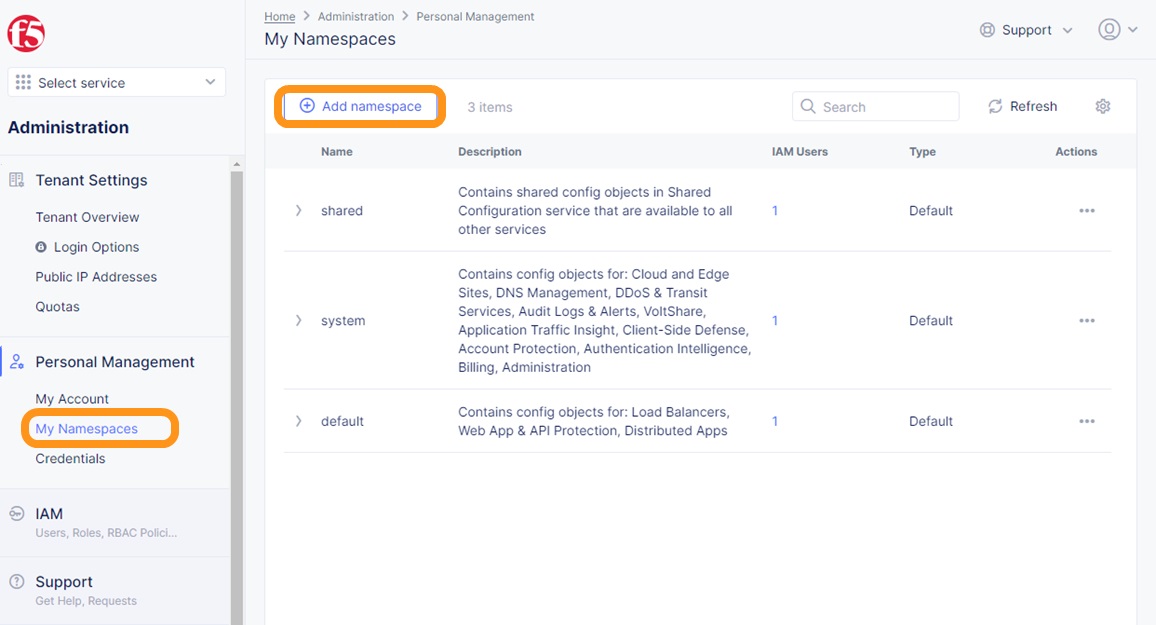 f5
Home > Administration > Personal Management
My Namespaces
Support
Select service
Administration
Tenant Settings
Tenant Overview
Login Options
Public IP Addresses
Quotas
Personal Management
My Account
My Namespaces
Credentials
IAM
Users, Roles, RBAC Polici...
Support
Get Help, Requests
Add namespace
3 items
Search
Refresh
Name Description IAM Users Type Actions
shared
Contains shared config objects in Shared
Configuration service that are available to all
other services
1
Default
system
Contains config objects for: Cloud and Edge
Sites, DNS Management, DDoS & Transit
Services, Audit Logs & Alerts, VoltShare,
Application Traffic Insight, Client-Side Defense,
Account Protection, Authentication Intelligence,
Billing, Administration
1
Default
default
Contains config objects for: Load Balancers,
Web App & API Protection, Distributed Apps
1
Default